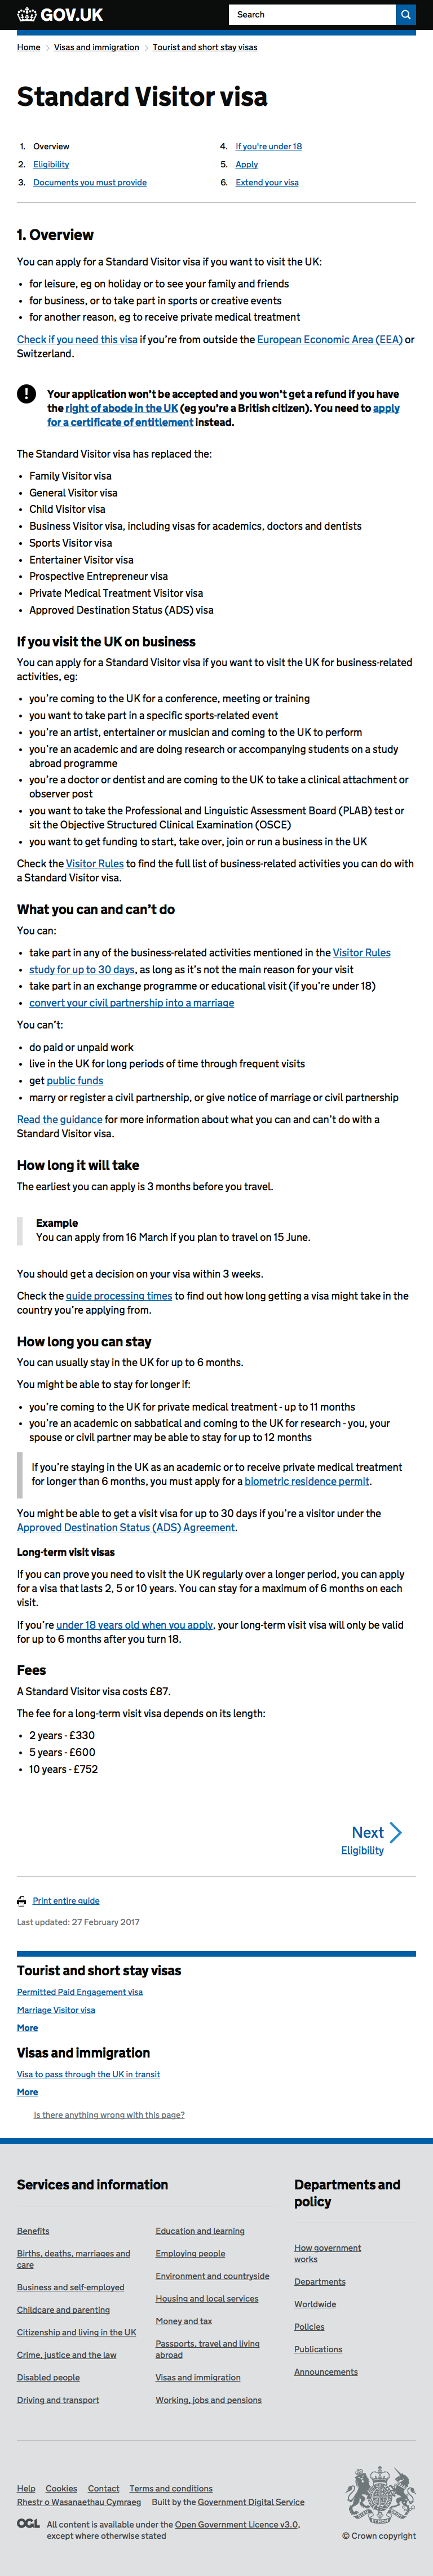 GOV.UK
Search
Home
Visas and immigration
Tourist and short stay visas
Standard Visitor visa
1. Overview
2. Eligibility
3. Documents you must provide
4. If you're under 18
5. Apply
6. Extend your visa
1. Overview
You can apply for a Standard Visitor visa if you want to visit the UK:
• for leisure, eg on holiday or to see your family and friends
• for business, or to take part in sports or creative events
• for another reason, eg to receive private medical treatment
Check if you need this visa if you're from outside the European Economic Area (EEA) or
Switzerland.
Your application won't be accepted and you won't get a refund if you have
the right of abode in the UK (eg you're a British citizen). You need to apply
for a certificate of entitlement instead.
The Standard Visitor visa has replaced the:
• Family Visitor visa
• General Visitor visa
• Child Visitor visa
• Business Visitor visa, including visas for academics, doctors and dentists
• Sports Visitor visa
• Entertainer Visitor visa
• Prospective Entrepreneur visa
• Private Medical Treatment Visitor visa
• Approved Destination Status (ADS) visa
If you visit the UK on business
You can apply for a Standard Visitor visa if you want to visit the UK for business-related
activities, eg:
• you're coming to the UK for a conference, meeting or training
• you want to take part in a specific sports-related event
• you're an artist, entertainer or musician and coming to the UK to perform
• you're an academic and are doing research or accompanying students on a study
abroad programme
• you're a doctor or dentist and are coming to the UK to take a clinical attachment or
observer post
• you want to take the Professional and Linguistic Assessment Board (PLAB) test or
sit the Objective Structured Clinical Examination (OSCE)
• you want to get funding to start, take over, join or run a business in the UK
Check the Visitor Rules to find the full list of business-related activities you can do with
a Standard Visitor visa.
What you can and can't do
You can:
• take part in any of the business-related activities mentioned in the Visitor Rules
• study for up to 30 days, as long as it's not the main reason for your visit
• take part in an exchange programme or educational visit (if you're under 18)
• convert your civil partnership into a marriage
You can't:
• do paid or unpaid work
• live in the UK for long periods of time through frequent visits
• get public funds
• marry or register a civil partnership, or give notice of marriage or civil partnership
Read the guidance for more information about what you can and can't do with a
Standard Visitor visa.
How long it will take
The earliest you can apply is 3 months before you travel.
Example
You can apply from 16 March if you plan to travel on 15 June.
You should get a decision on your visa within 3 weeks.
Check the guide processing times to find out how long getting a visa might take in the
country you're applying from.
How long you can stay
You can usually stay in the UK for up to 6 months.
You might be able to stay for longer if:
• you're coming to the UK for private medical treatment - up to 11 months
• you're an academic on sabbatical and coming to the UK for research - you, your
spouse or civil partner may be able to stay for up to 12 months
If you're staying in the UK as an academic or to receive private medical treatment
for longer than 6 months, you must apply for a biometric residence permit.
You might be able to get a visit visa for up to 30 days if you're a visitor under the
Approved Destination Status (ADS) Agreement.
Long-term visit visas
If you can prove you need to visit the UK regularly over a longer period, you can apply
for a visa that lasts 2, 5 or 10 years. You can stay for a maximum of 6 months on each
visit.
If you're under 18 years old when you apply, your long-term visit visa will only be valid
for up to 6 months after you turn 18.
Fees
A Standard Visitor visa costs £87.
The fee for a long-term visit visa depends on its length:
• 2 years - £330
• 5 years - £600
• 10 years - £752
Next
Eligibility
Print entire guide
Last updated: 27 February 2017
Tourist and short stay visas
Permitted Paid Engagement visa
Marriage Visitor visa
More
Visas and immigration
Visa to pass through the UK in transit
More
Is there anything wrong with this page?
Services and information
Benefits
Births, deaths, marriages and
care
Business and self-employed
Childcare and parenting
Citizenship and living in the UK
Crime, justice and the law
Disabled people
Driving and transport
Education and learning
Employing people
Environment and countryside
Housing and local services
Money and tax
Passports, travel and living
abroad
Visas and immigration
Working, jobs and pensions
Departments and
policy
How government
works
Departments
Worldwide
Policies
Publications
Announcements
Help Cookies Contact Terms and conditions
Rhestr o Wasanaethau Cymraeg Built by the Government Digital Service
OGL
All content is available under the Open Government Licence v3.0,
except where otherwise stated
© Crown copyright